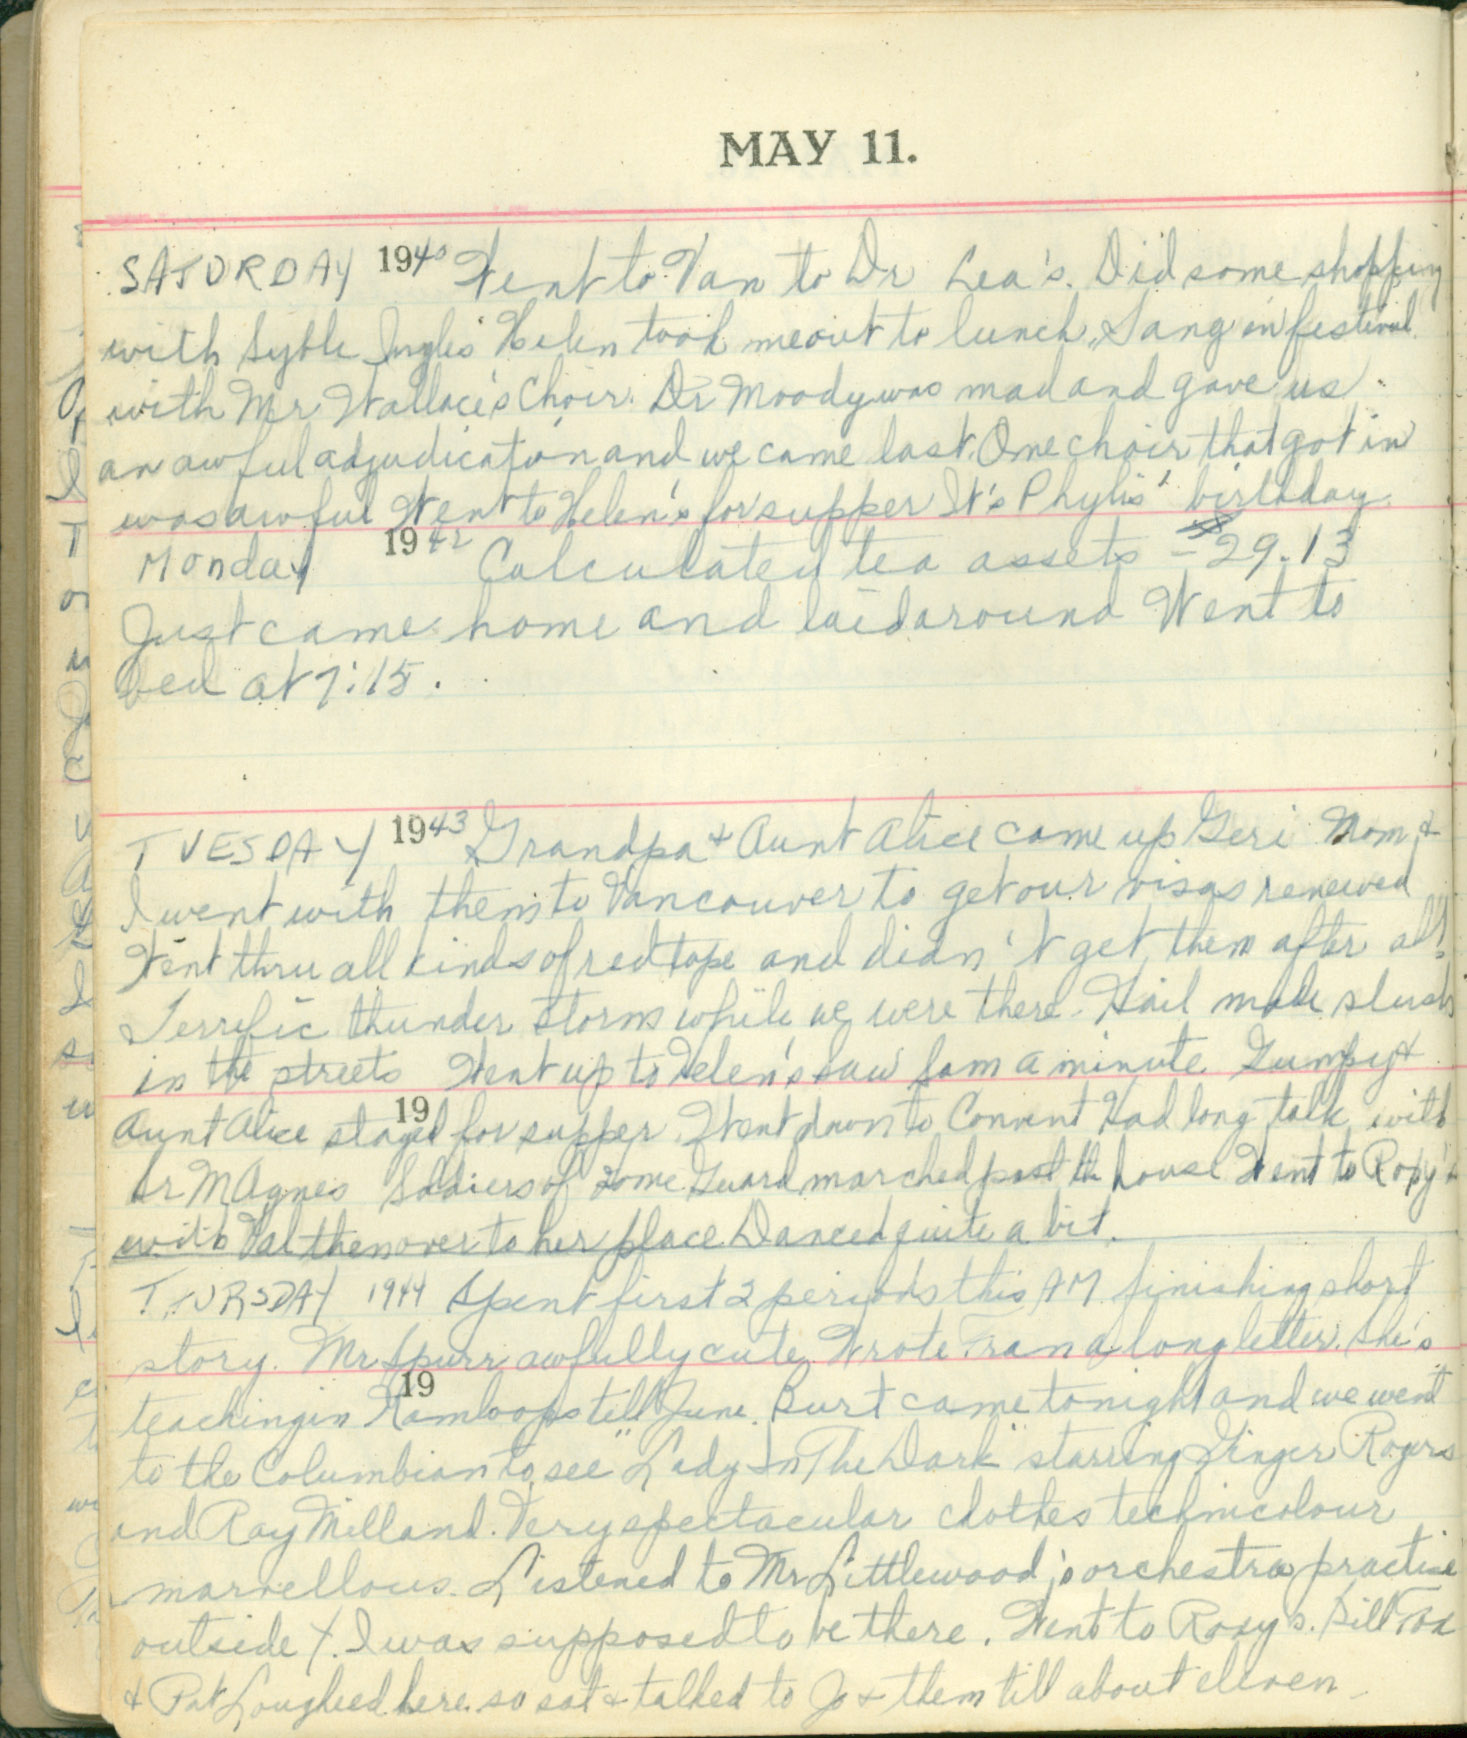 MAY 11.
SATURDAY 1940 Went to Van to Dr Lea's. Did some shopping
with Syble Inglis Helen took me out to lunch. Sang in festival
with Mr Wallace's Choir. Dr Moody was mad and gave us
an awful adjudication and we came last. One choir that got in
was awful Went to Helen's for supper It's Phylis' birthday.
Monday 1942 Calculated tea assets - 29.13
Just came home and laid around Went to
bed at 7:15.
TUESDAY 1943 Grandpa + Aunt Alice came up Geri Mom +
I went with them to Vancouver to get our visas renewed
Went thru all kinds of red tape and didn't get them after all!
Terrific thunder storm while we were there. Hail made slush
in the streets Went up to Helen's saw Sam a minute Gumpy +
19
Aunt Alice stayed for supper. Went down to Convent Had long talk with
Sr M Agnes Soldiers of Home Guard marched past the house Went to Roxy's
with Val then over to her place Danced quite a bit.
TTURSDAY 1944 Spent first 2 periods this AM finishing short
story. Mr Spurr awfully cute. Wrote Fran a long letter. She's
19
teaching in Kamloops till June. Burt came tonight and we went
to the Columbian to see "Lady In The Dark" starring Ginger Rogers
and Ray Milland. Very spectacular clothes technicolour
marvellous. Listened to Mr Littlewood's orchestra practise
outside . I was supposed to be there. Went to Roxy's. Bill Fox
+ Pat Lougheed here. so sat + talked to Jo + them till about eleven